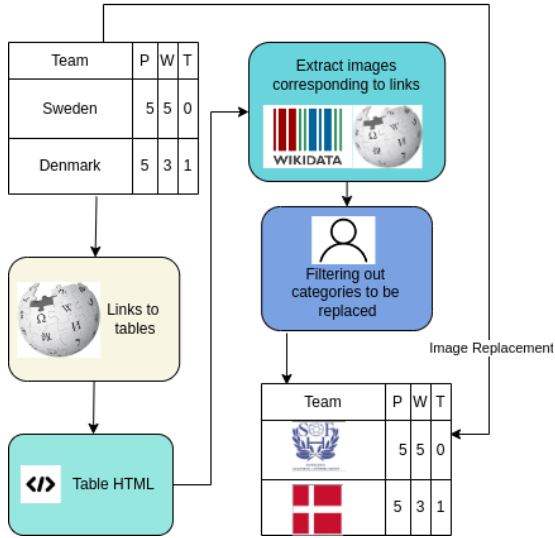 Team P W T
Sweden 5 5 0
Denmark 5 3 1
Links to
tables
Table HTML
Extract images
corresponding to links
WIKIDATA
Filtering out
categories to be
replaced
Image Replacement
Team P W T
5 5 0
5 3 1